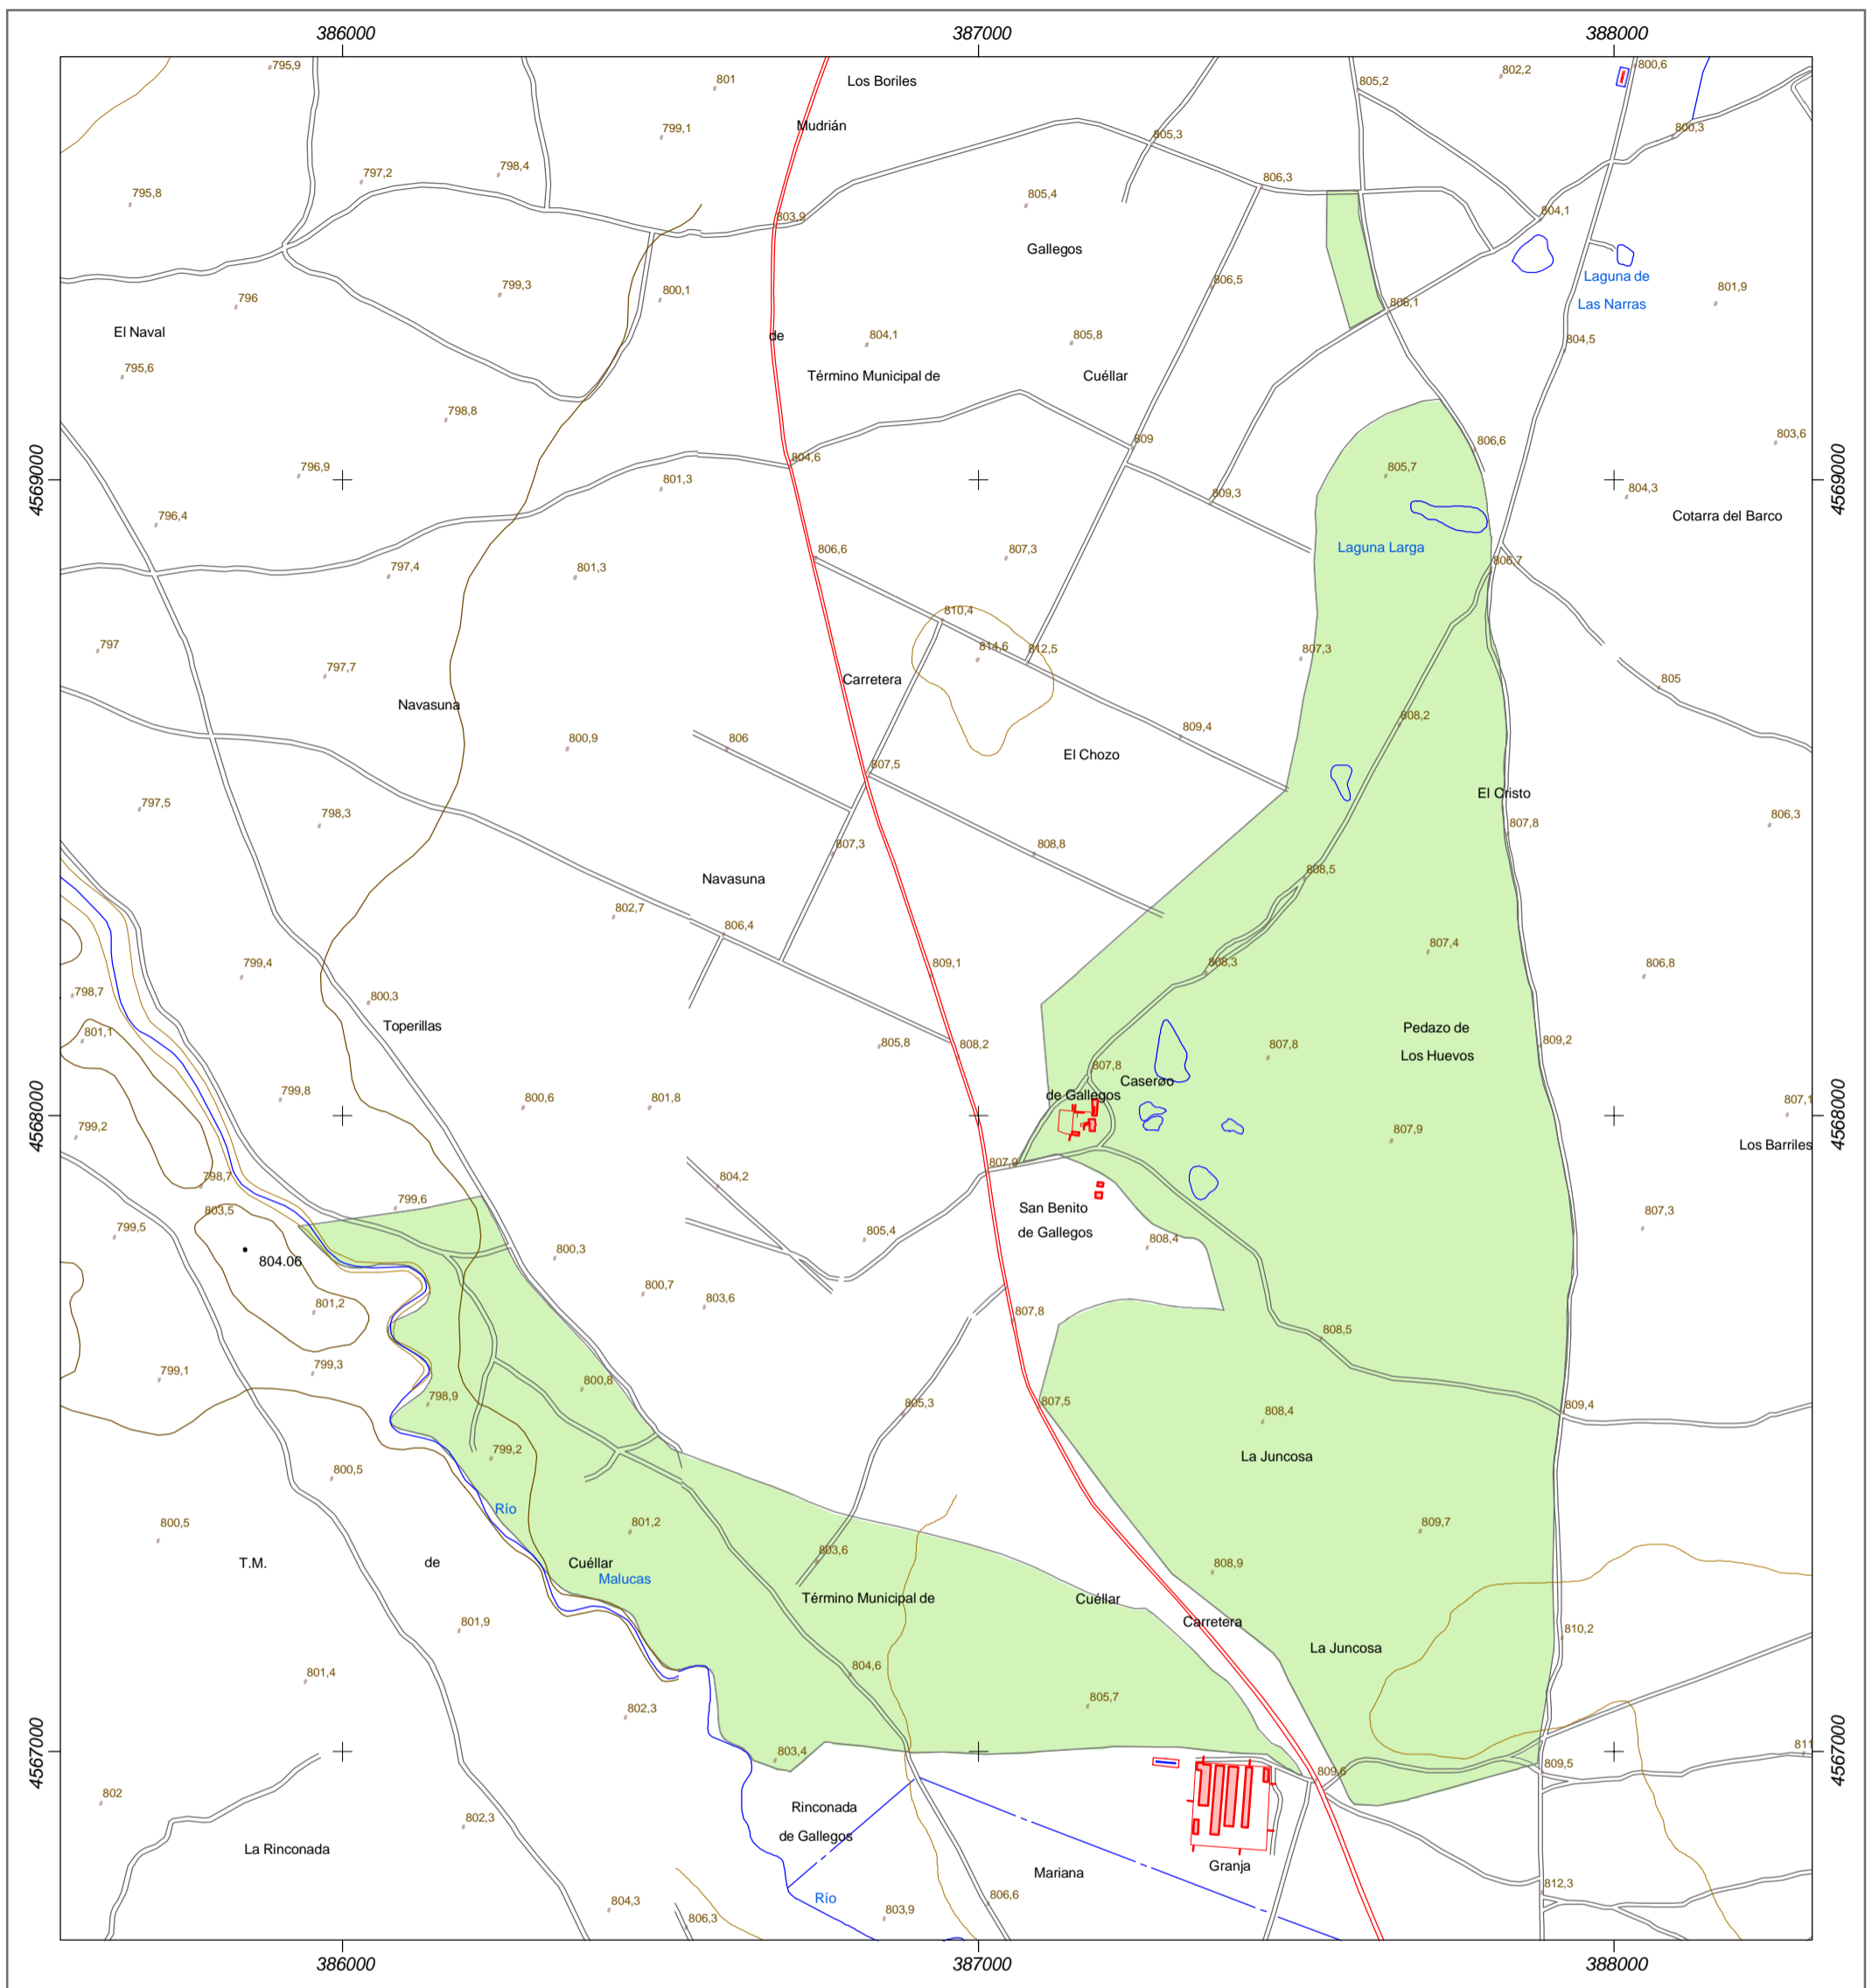 386000 387000 388000
795,9 801 Los Boriles 805,2 802,2 800,6
799,1 Mudrián 805,3 800,3
797,2 798,4 806,3
795,8 803,9 805,4 804,1
Gallegos
799,3 800,1 806,5 Laguna de
796 806,1 Las Narras 801,9
El Naval de 804,1 805,8 804,5
795,6 Término Municipal de Cuéllar
798,8 809 806,6 803,6
4569000 796,9 804,6 805,7 4569000
801,3 809,3 804,3
796,4 Cotarra del Barco
806,6 807,3 Laguna Larga 806,7
797,4 801,3
810,4
797 797,7 814,6 812,5 807,3
Carretera 805
Navasuna 808,2
800,9 806 809,4
El Chozo
807,5 El Cristo
797,5 798,3 806,3
807,3 808,8 807,8
Navasuna 808,5
802,7 806,4
807,4
799,4 809,1 808,3 806,8
798,7 800,3
801,1 Toperillas Pedazo de
805,8 808,2 807,8 Los Huevos 809,2
807,8
799,8 Caserøo
800,6 801,8 de Gallegos 807,1
4568000 4568000
799,2 807,9 Los Barriles
807,9
798,7 804,2
799,6 San Benito
803,5 807,3
799,5 805,4 de Gallegos
804.06 800,3 808,4
801,2 800,7 803,6 807,8
808,5
799,1 799,3
800,8
798,9 805,3 807,5 808,4 809,4
799,2 La Juncosa
800,5
Río
800,5 801,2 809,7
T.M. de Cuéllar 803,6 808,9
Malucas
Término Municipal de Cuéllar
801,9 Carretera 810,2
La Juncosa
801,4 804,6
802,3 805,7
4567000 803,4 809,5 811 4567000
809,6
802 Rinconada
802,3 de Gallegos
La Rinconada Granja
Mariana
804,3 Río 806,6 812,3
806,3 803,9
386000 387000 388000